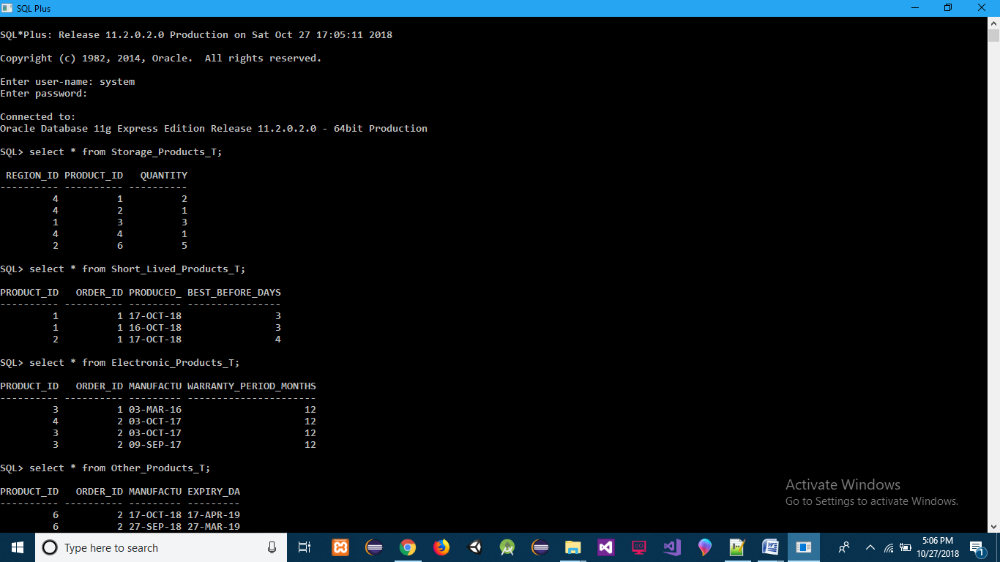 SQL Plus
SQL*Plus: Release 11.2.0.2.0 Production on Sat Oct 27 17:05:11 2018
Copyright (c) 1982, 2014, Oracle.  All rights reserved.
Enter user-name: system
Enter password:
Connected to:
Oracle Database 11g Express Edition Release 11.2.0.2.0 - 64bit Production
SQL> select * from Storage_Products_T;
 REGION_ID PRODUCT_ID   QUANTITY
---------- ---------- ----------
         4          1          2
         4          2          1
         1          3          3
         4          4          1
         2          6          5
SQL> select * from Short_Lived_Products_T;
PRODUCT_ID   ORDER_ID PRODUCED_ BEST_BEFORE_DAYS
---------- ---------- --------- ----------------
         1          1 17-OCT-18                3
         1          1 16-OCT-18                3
         2          1 17-OCT-18                4
SQL> select * from Electronic_Products_T;
PRODUCT_ID   ORDER_ID MANUFACTU WARRANTY_PERIOD_MONTHS
---------- ---------- --------- ----------------------
         3          1 03-MAR-16                     12
         4          2 03-OCT-17                     12
         3          2 03-OCT-17                     12
         3          2 09-SEP-17                     12
SQL> select * from Other_Products_T;
PRODUCT_ID   ORDER_ID MANUFACTU EXPIRY_DA
---------- ---------- --------- ---------
         6          2 17-OCT-18 17-APR-19
         6          2 27-SEP-18 27-MAR-19
Activate Windows
Go to Settings to activate Windows.
Type here to search
5:06 PM
10/27/2018
1